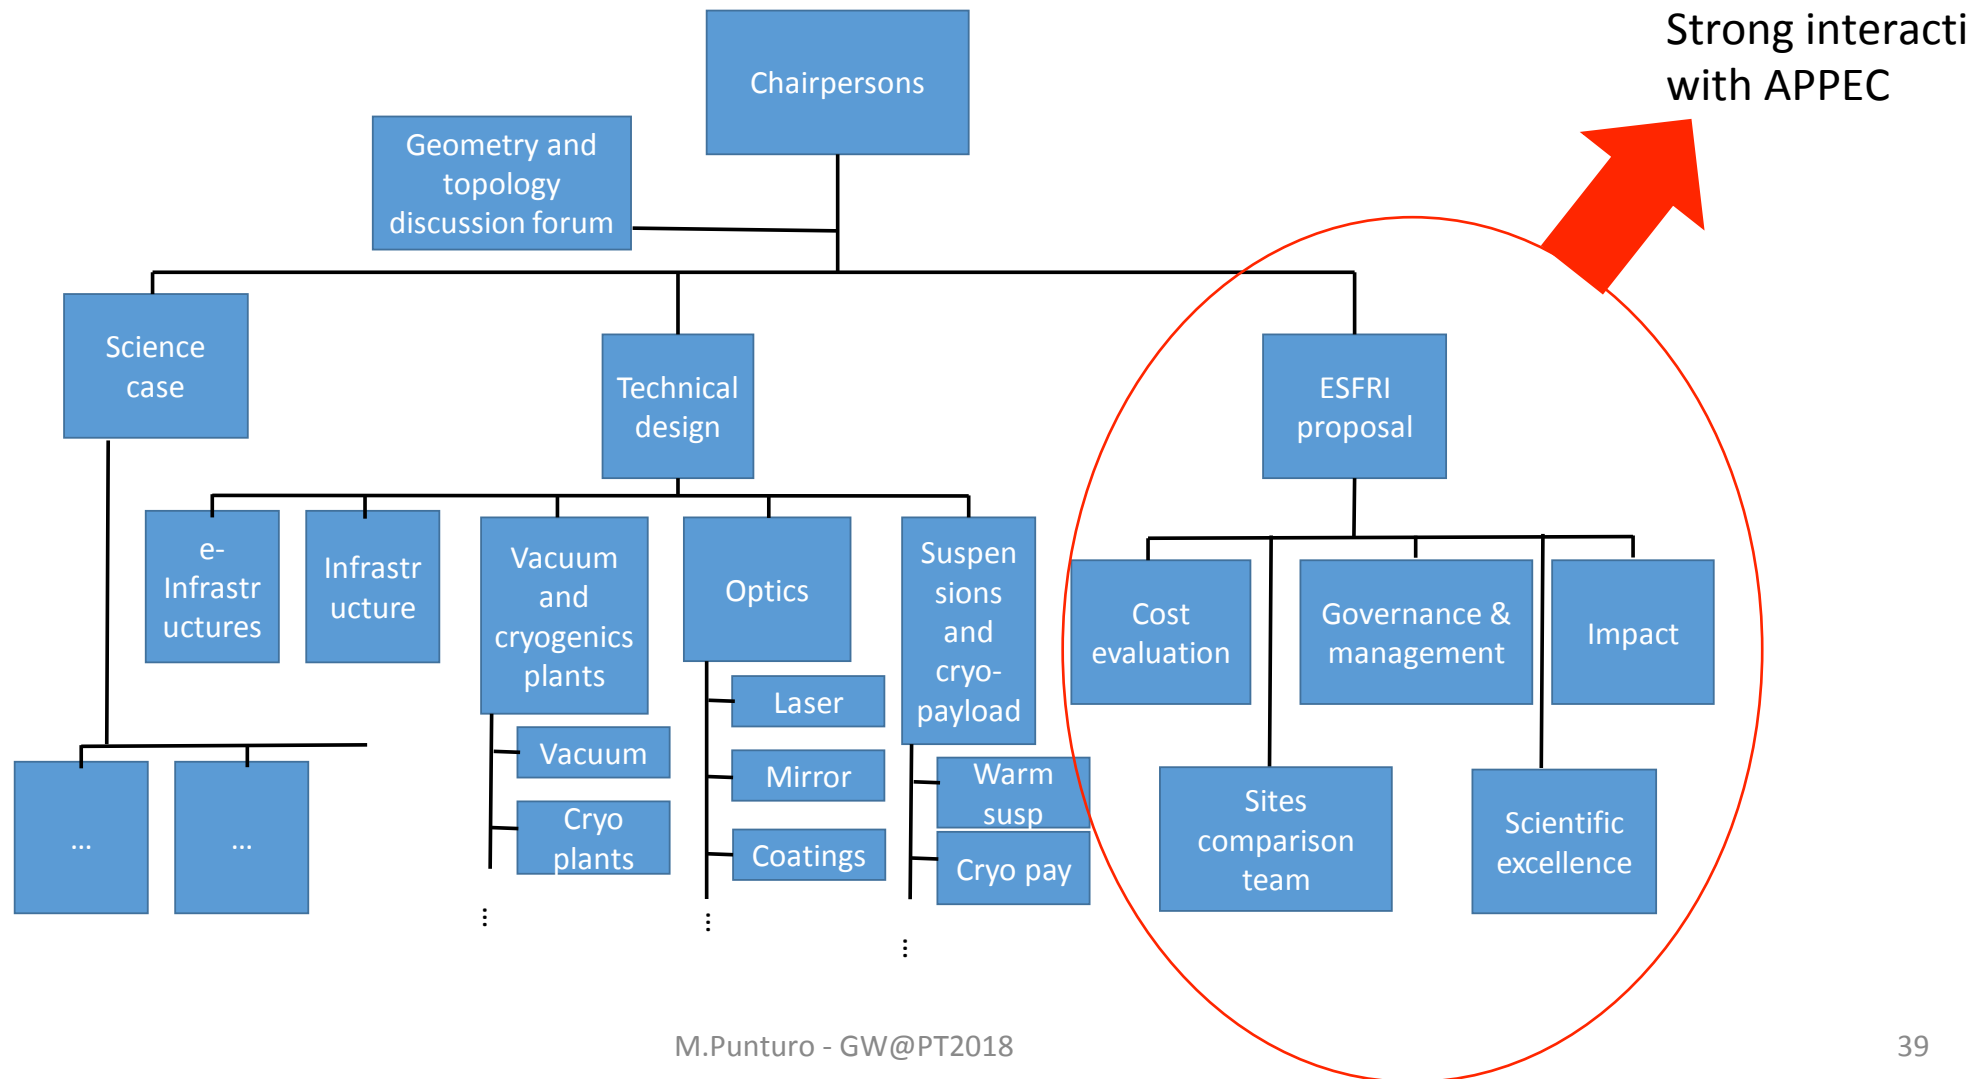 Strong interacti
with APPEC
Chairpersons
Geometry and
topology
discussion forum
Science
case
Technical
design
ESFRI
proposal
e-
Infrastr
uctures
Infrastr
ucture
Vacuum
and
cryogenics
plants
Optics
Suspen
sions
and
cryo-
payload
Cost
evaluation
Governance &
management
Impact
Laser
Vacuum
Mirror
Warm
susp
Cryo
plants
Coatings
Cryo pay
Sites
comparison
team
Scientific
excellence
...
...
...
...
...
M.Punturo - GW@PT2018
39